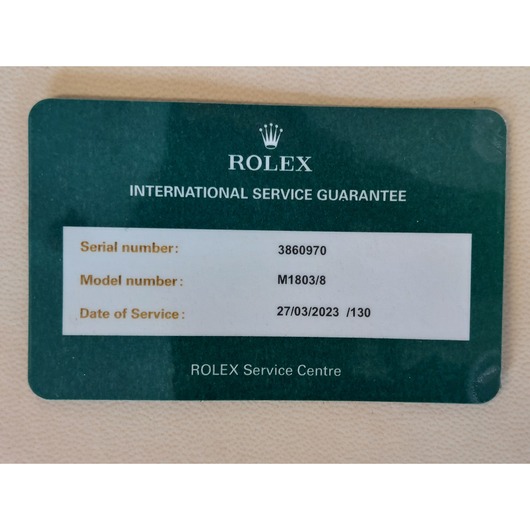 ROLEX
INTERNATIONAL SERVICE GUARANTEE
Serial number: 3860970
Model number: M1803/8
Date of Service: 27/03/2023 /130
ROLEX Service Centre